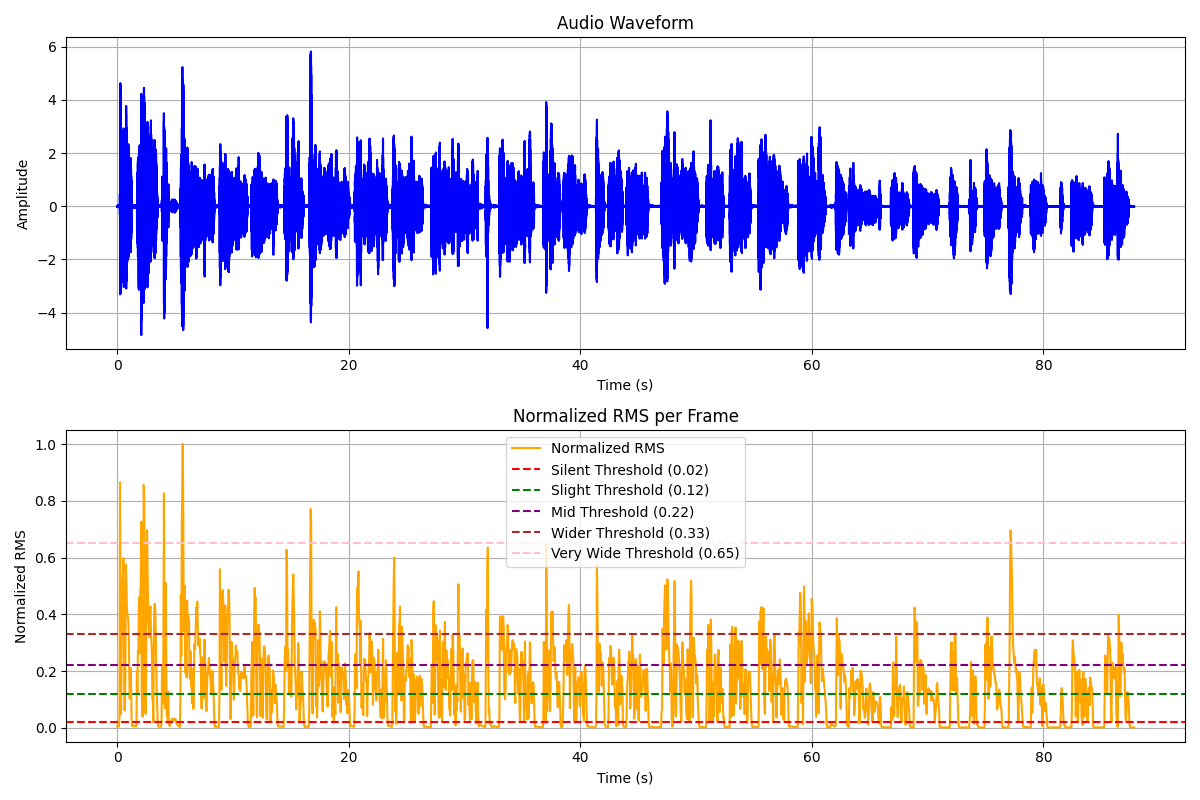 Audio Waveform
6
4
2
0
−2
−4
Amplitude
0 20 40 60 80
Time (s)
Normalized RMS per Frame
1.0
0.8
0.6
0.4
0.2
0.0
Normalized RMS
Normalized RMS
Silent Threshold (0.02)
Slight Threshold (0.12)
Mid Threshold (0.22)
Wider Threshold (0.33)
Very Wide Threshold (0.65)
0 20 40 60 80
Time (s)